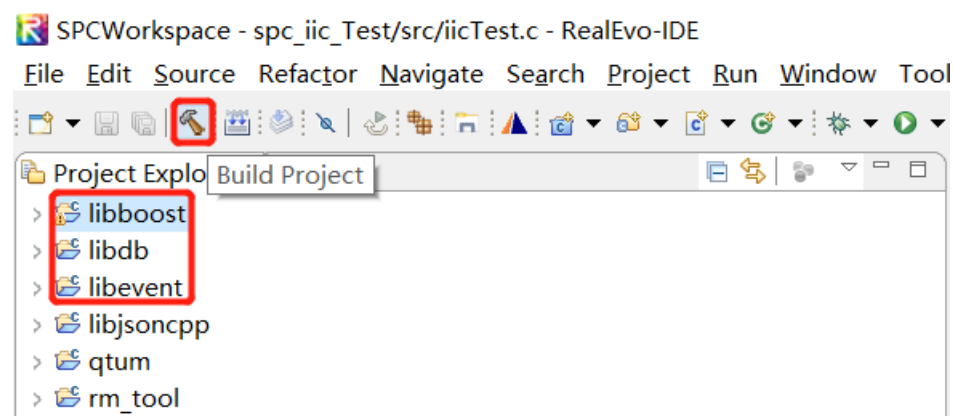 SPCWorkspace - spc_iic_Test/src/iicTest.c - RealEvo-IDE
File Edit Source Refactor Navigate Search Project Run Window Tool
Project Explo
Build Project
libboost
libdb
libevent
libjsoncpp
qtum
rm_tool